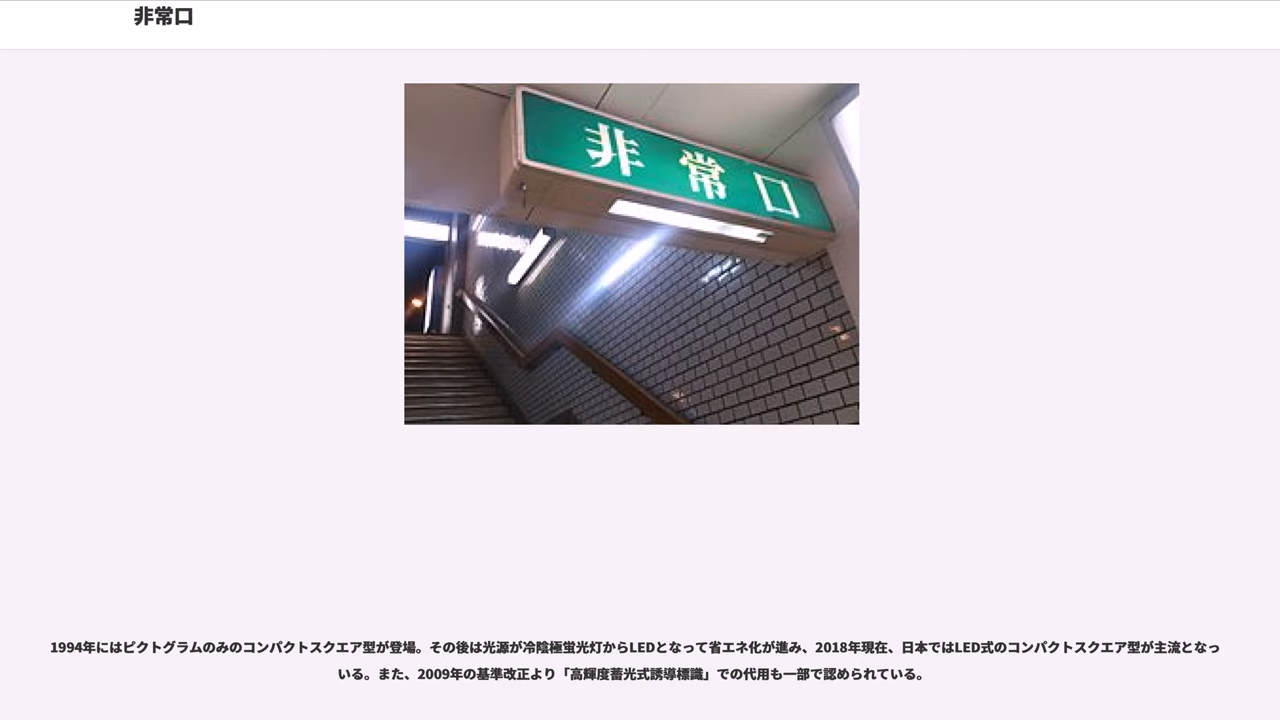 非常口
非常口
1994年にはピクトグラムのみのコンパクトスクエア型が登場。その後は光源が冷陰極蛍光灯からLEDとなって省エネ化が進み、2018年現在、日本ではLED式のコンパクトスクエア型が主流となっ
いる。また、2009年の基準改正より「高輝度蓄光式誘導標識」での代用も一部で認められている。